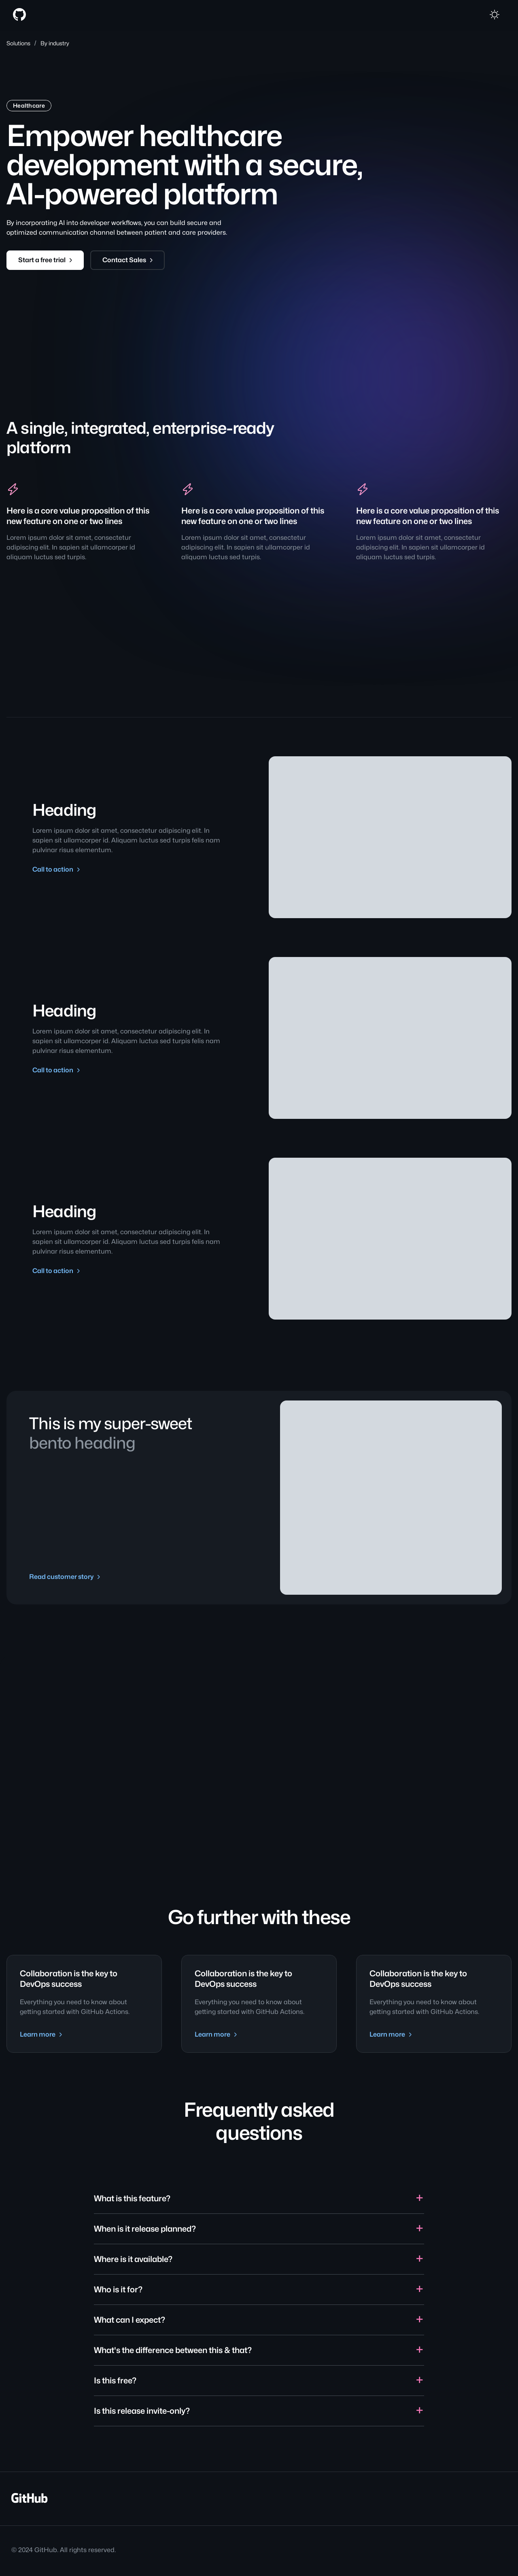 Solutions / By industry
Healthcare
Empower healthcare
development with a secure,
AI-powered platform
By incorporating AI into developer workflows, you can build secure and
optimized communication channel between patient and care providers.
Start a free trial
Contact Sales
A single, integrated, enterprise-ready
platform
Here is a core value proposition of this
new feature on one or two lines
Lorem ipsum dolor sit amet, consectetur
adipiscing elit. In sapien sit ullamcorper id
aliquam luctus sed turpis.
Here is a core value proposition of this
new feature on one or two lines
Lorem ipsum dolor sit amet, consectetur
adipiscing elit. In sapien sit ullamcorper id
aliquam luctus sed turpis.
Here is a core value proposition of this
new feature on one or two lines
Lorem ipsum dolor sit amet, consectetur
adipiscing elit. In sapien sit ullamcorper id
aliquam luctus sed turpis.
Heading
Lorem ipsum dolor sit amet, consectetur adipiscing elit. In
sapien sit ullamcorper id. Aliquam luctus sed turpis felis nam
pulvinar risus elementum.
Call to action
Heading
Lorem ipsum dolor sit amet, consectetur adipiscing elit. In
sapien sit ullamcorper id. Aliquam luctus sed turpis felis nam
pulvinar risus elementum.
Call to action
Heading
Lorem ipsum dolor sit amet, consectetur adipiscing elit. In
sapien sit ullamcorper id. Aliquam luctus sed turpis felis nam
pulvinar risus elementum.
Call to action
This is my super-sweet
bento heading
Read customer story
Go further with these
Collaboration is the key to
DevOps success
Everything you need to know about
getting started with GitHub Actions.
Learn more
Collaboration is the key to
DevOps success
Everything you need to know about
getting started with GitHub Actions.
Learn more
Collaboration is the key to
DevOps success
Everything you need to know about
getting started with GitHub Actions.
Learn more
Frequently asked
questions
What is this feature?
When is it release planned?
Where is it available?
Who is it for?
What can I expect?
What's the difference between this & that?
Is this free?
Is this release invite-only?
GitHub
© 2024 GitHub. All rights reserved.